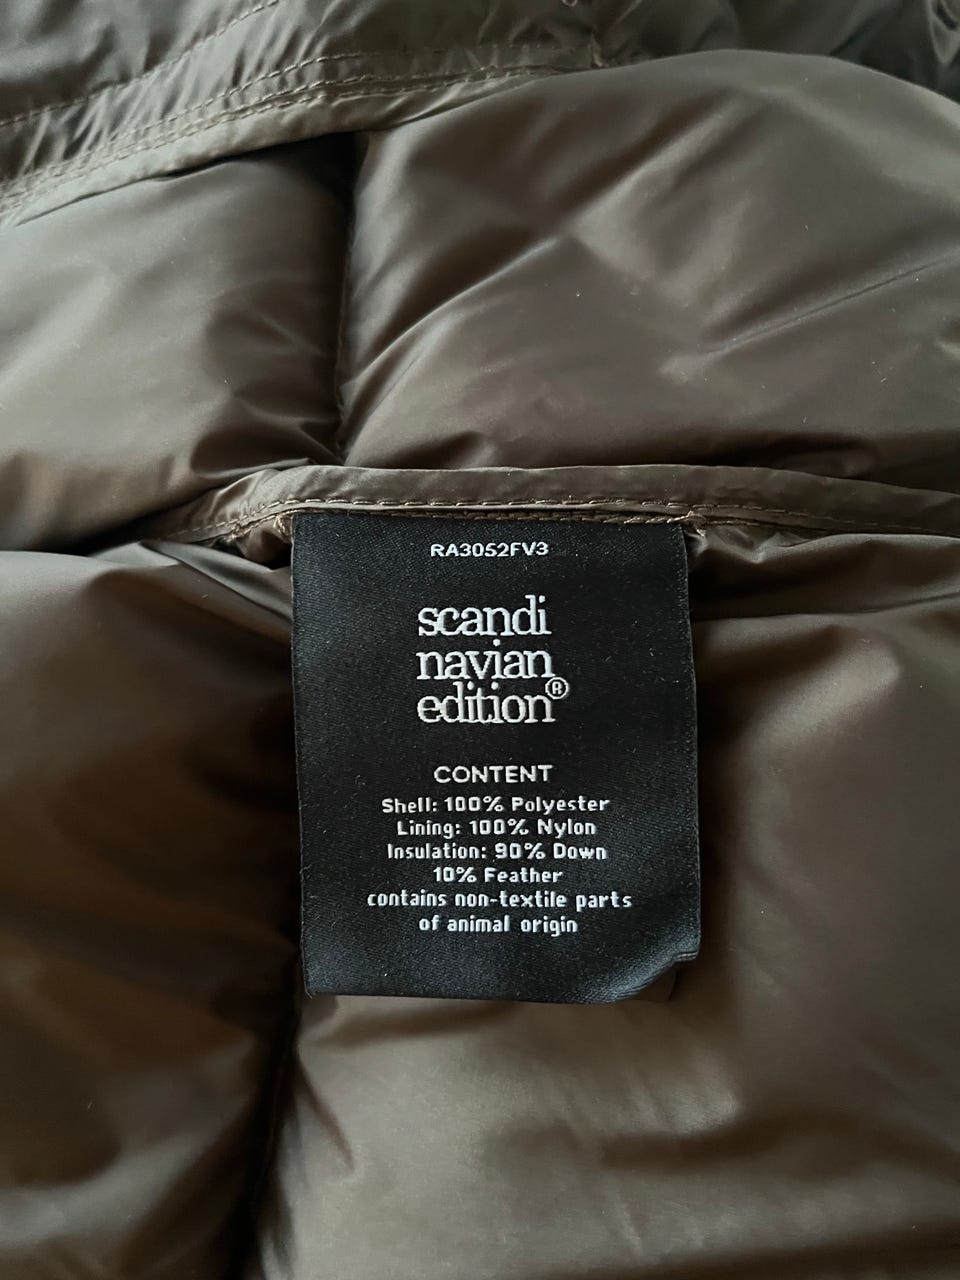 RA3052FV3
scandi
navian
edition®
CONTENT
Shell: 100% Polyester
Lining: 100% Nylon
Insulation: 90% Down
10% Feather
contains non-textile parts
of animal origin